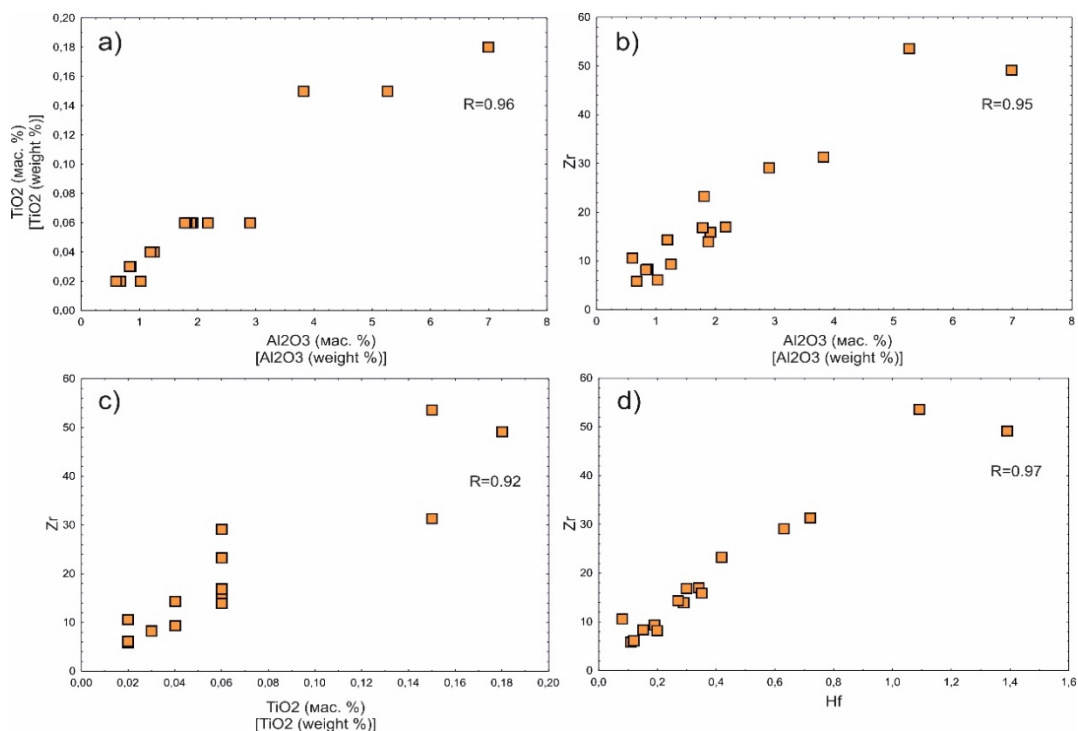 a)
0,20
0,18
0,16
0,14
0,12
0,10
0,08
0,06
0,04
0,02
0,00
TiO2 (мас. %)
[TiO2 (weight %)]
R=0.96
0 1 2 3 4 5 6 7 8
Al2O3 (мас. %)
[Al2O3 (weight %)]
b)
60
50
40
30
20
10
0
Zr
R=0.95
0 1 2 3 4 5 6 7 8
Al2O3 (мас. %)
[Al2O3 (weight %)]
c)
60
50
40
30
20
10
0
Zr
R=0.92
0,00 0,02 0,04 0,06 0,08 0,10 0,12 0,14 0,16 0,18 0,20
TiO2 (мас. %)
[TiO2 (weight %)]
d)
60
50
40
30
20
10
0
Zr
R=0.97
0,0 0,2 0,4 0,6 0,8 1,0 1,2 1,4 1,6
Hf